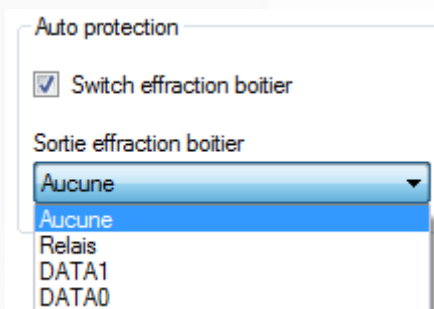 Auto protection
Switch effraction boitier
Sortie effraction boitier
Aucune
Aucune
Relais
DATA1
DATA0